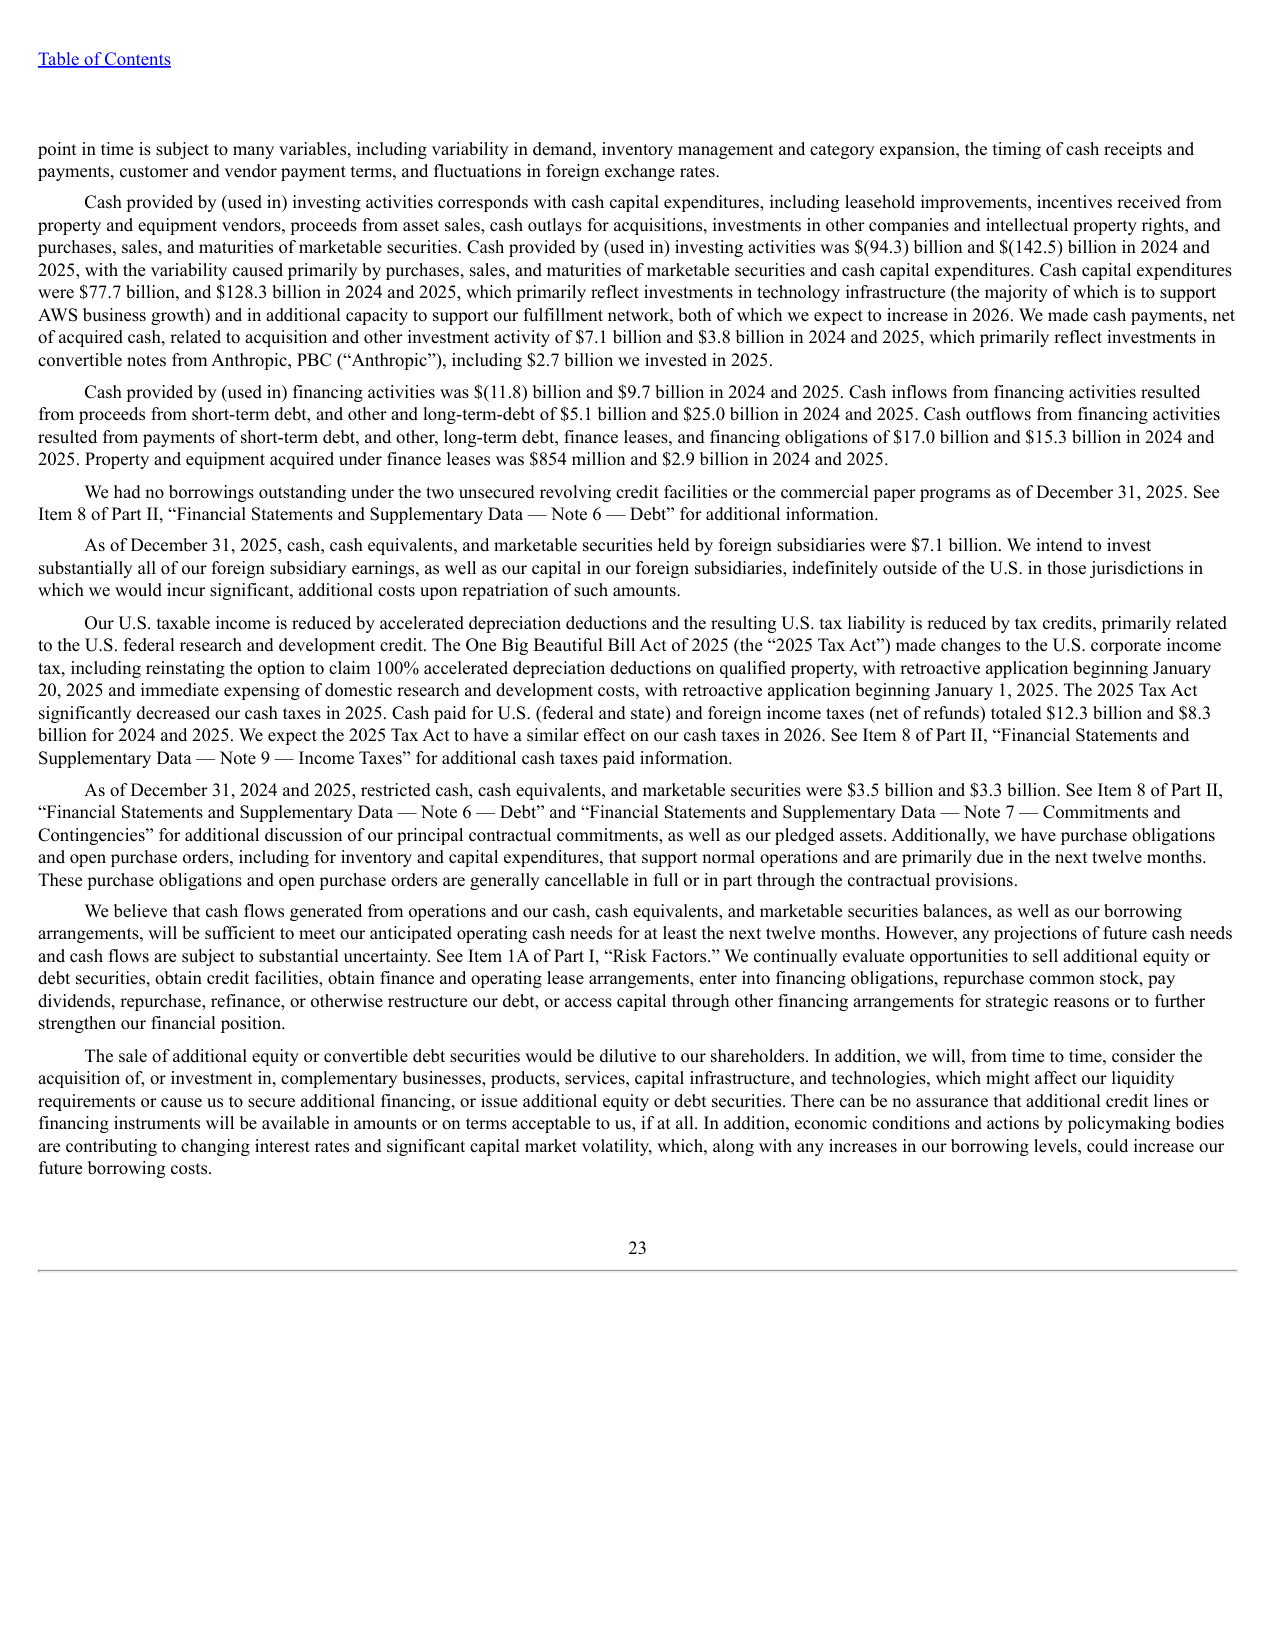 Table of Contents
point in time is subject to many variables, including variability in demand, inventory management and category expansion, the timing of cash receipts and
payments, customer and vendor payment terms, and fluctuations in foreign exchange rates.
Cash provided by (used in) investing activities corresponds with cash capital expenditures, including leasehold improvements, incentives received from
property and equipment vendors, proceeds from asset sales, cash outlays for acquisitions, investments in other companies and intellectual property rights, and
purchases, sales, and maturities of marketable securities. Cash provided by (used in) investing activities was $(94.3) billion and $(142.5) billion in 2024 and
2025, with the variability caused primarily by purchases, sales, and maturities of marketable securities and cash capital expenditures. Cash capital expenditures
were $77.7 billion, and $128.3 billion in 2024 and 2025, which primarily reflect investments in technology infrastructure (the majority of which is to support
AWS business growth) and in additional capacity to support our fulfillment network, both of which we expect to increase in 2026. We made cash payments, net
of acquired cash, related to acquisition and other investment activity of $7.1 billion and $3.8 billion in 2024 and 2025, which primarily reflect investments in
convertible notes from Anthropic, PBC (“Anthropic”), including $2.7 billion we invested in 2025.
Cash provided by (used in) financing activities was $(11.8) billion and $9.7 billion in 2024 and 2025. Cash inflows from financing activities resulted
from proceeds from short-term debt, and other and long-term-debt of $5.1 billion and $25.0 billion in 2024 and 2025. Cash outflows from financing activities
resulted from payments of short-term debt, and other, long-term debt, finance leases, and financing obligations of $17.0 billion and $15.3 billion in 2024 and
2025. Property and equipment acquired under finance leases was $854 million and $2.9 billion in 2024 and 2025.
We had no borrowings outstanding under the two unsecured revolving credit facilities or the commercial paper programs as of December 31, 2025. See
Item 8 of Part II, “Financial Statements and Supplementary Data — Note 6 — Debt” for additional information.
As of December 31, 2025, cash, cash equivalents, and marketable securities held by foreign subsidiaries were $7.1 billion. We intend to invest
substantially all of our foreign subsidiary earnings, as well as our capital in our foreign subsidiaries, indefinitely outside of the U.S. in those jurisdictions in
which we would incur significant, additional costs upon repatriation of such amounts.
Our U.S. taxable income is reduced by accelerated depreciation deductions and the resulting U.S. tax liability is reduced by tax credits, primarily related
to the U.S. federal research and development credit. The One Big Beautiful Bill Act of 2025 (the “2025 Tax Act”) made changes to the U.S. corporate income
tax, including reinstating the option to claim 100% accelerated depreciation deductions on qualified property, with retroactive application beginning January
20, 2025 and immediate expensing of domestic research and development costs, with retroactive application beginning January 1, 2025. The 2025 Tax Act
significantly decreased our cash taxes in 2025. Cash paid for U.S. (federal and state) and foreign income taxes (net of refunds) totaled $12.3 billion and $8.3
billion for 2024 and 2025. We expect the 2025 Tax Act to have a similar effect on our cash taxes in 2026. See Item 8 of Part II, “Financial Statements and
Supplementary Data — Note 9 — Income Taxes” for additional cash taxes paid information.
As of December 31, 2024 and 2025, restricted cash, cash equivalents, and marketable securities were $3.5 billion and $3.3 billion. See Item 8 of Part II,
“Financial Statements and Supplementary Data — Note 6 — Debt” and “Financial Statements and Supplementary Data — Note 7 — Commitments and
Contingencies” for additional discussion of our principal contractual commitments, as well as our pledged assets. Additionally, we have purchase obligations
and open purchase orders, including for inventory and capital expenditures, that support normal operations and are primarily due in the next twelve months.
These purchase obligations and open purchase orders are generally cancellable in full or in part through the contractual provisions.
We believe that cash flows generated from operations and our cash, cash equivalents, and marketable securities balances, as well as our borrowing
arrangements, will be sufficient to meet our anticipated operating cash needs for at least the next twelve months. However, any projections of future cash needs
and cash flows are subject to substantial uncertainty. See Item 1A of Part I, “Risk Factors.” We continually evaluate opportunities to sell additional equity or
debt securities, obtain credit facilities, obtain finance and operating lease arrangements, enter into financing obligations, repurchase common stock, pay
dividends, repurchase, refinance, or otherwise restructure our debt, or access capital through other financing arrangements for strategic reasons or to further
strengthen our financial position.
The sale of additional equity or convertible debt securities would be dilutive to our shareholders. In addition, we will, from time to time, consider the
acquisition of, or investment in, complementary businesses, products, services, capital infrastructure, and technologies, which might affect our liquidity
requirements or cause us to secure additional financing, or issue additional equity or debt securities. There can be no assurance that additional credit lines or
financing instruments will be available in amounts or on terms acceptable to us, if at all. In addition, economic conditions and actions by policymaking bodies
are contributing to changing interest rates and significant capital market volatility, which, along with any increases in our borrowing levels, could increase our
future borrowing costs.
23